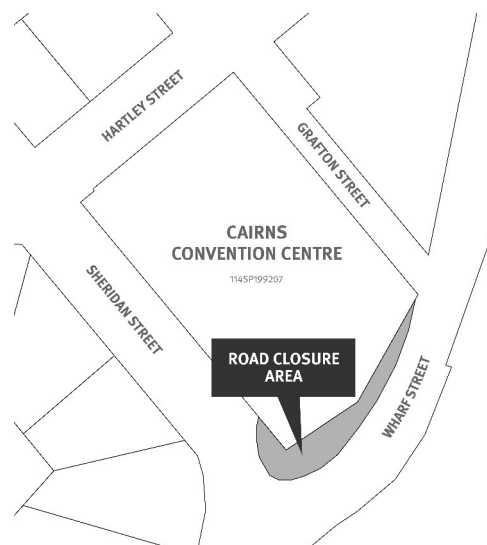 HARTLEY STREET
GRAFTON STREET
CAIRNS
CONVENTION CENTRE
114SP199207
SHERIDAN STREET
ROAD CLOSURE
AREA
WHARF STREET